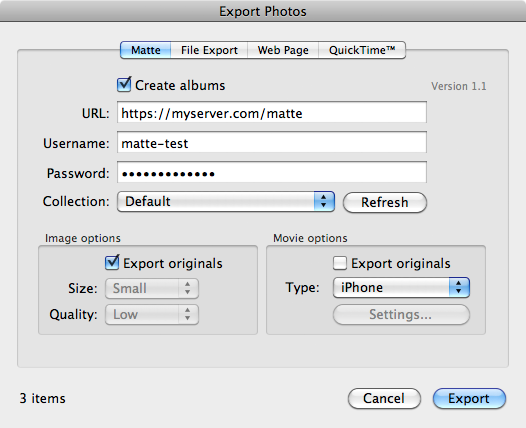 Export Photos
Matte File Export Web Page QuickTime™
Create albums Version 1.1
URL: https://myserver.com/matte
Username: matte-test
Password: •••••••••••••
Collection: Default Refresh
Image options Movie options
Export originals Export originals
Size: Small Type: iPhone
Quality: Low Settings...
3 items Cancel Export